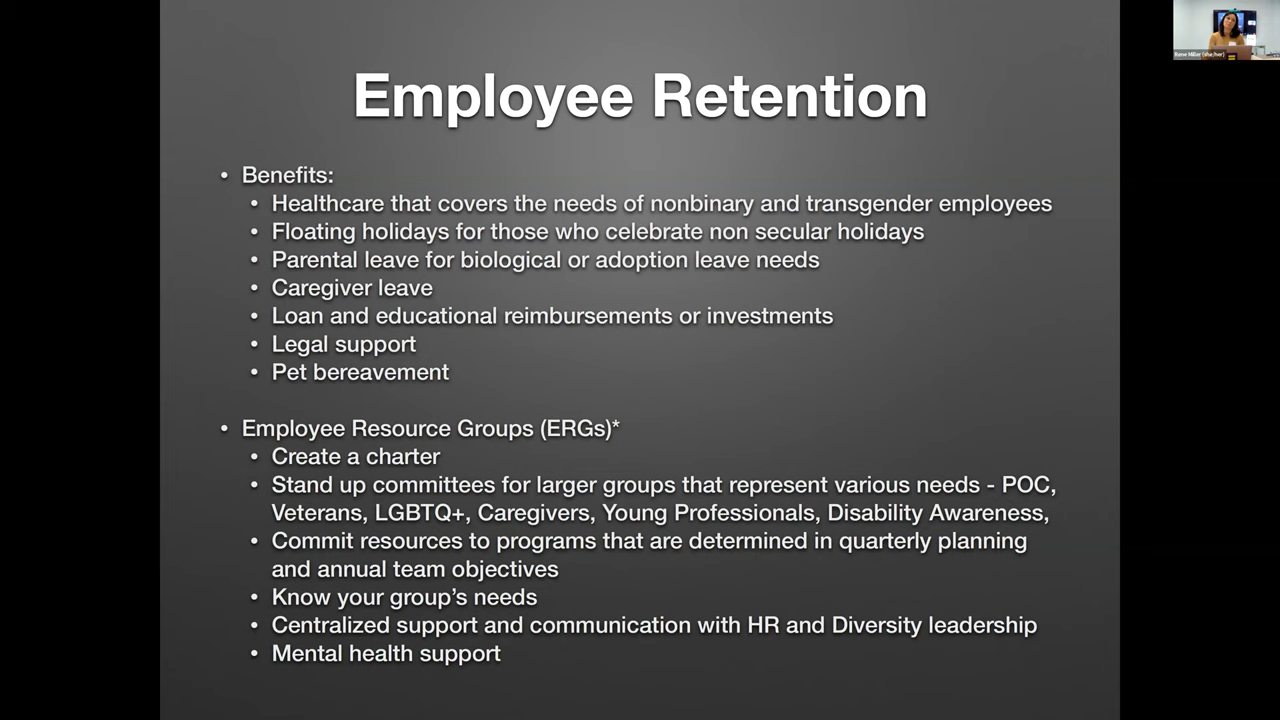 Employee Retention
• Benefits:
• Healthcare that covers the needs of nonbinary and transgender employees
• Floating holidays for those who celebrate non secular holidays
• Parental leave for biological or adoption leave needs
• Caregiver leave
• Loan and educational reimbursements or investments
• Legal support
• Pet bereavement
• Employee Resource Groups (ERGs)*
• Create a charter
• Stand up committees for larger groups that represent various needs - POC,
Veterans, LGBTQ+, Caregivers, Young Professionals, Disability Awareness,
• Commit resources to programs that are determined in quarterly planning
and annual team objectives
• Know your group’s needs
• Centralized support and communication with HR and Diversity leadership
• Mental health support
Rene Miller (she/her)